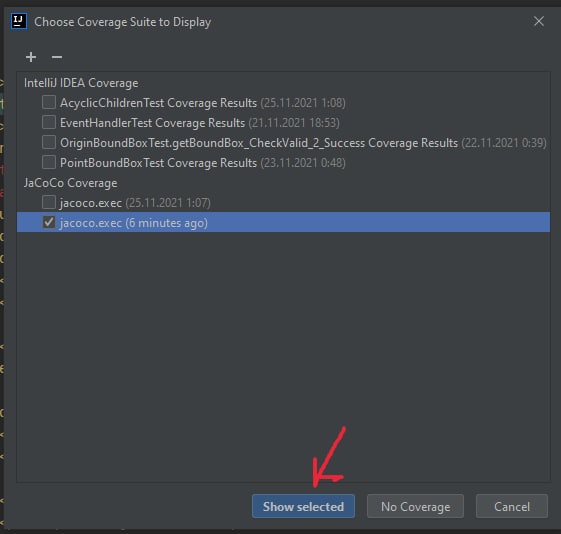 IJ
Choose Coverage Suite to Display
IntelliJ IDEA Coverage
AcyclicChildrenTest Coverage Results (25.11.2021 1:08)
EventHandlerTest Coverage Results (21.11.2021 18:53)
OriginBoundBoxTest.getBoundBox_CheckValid_2_Success Coverage Results (22.11.2021 0:39)
PointBoundBoxTest Coverage Results (23.11.2021 0:48)
JaCoCo Coverage
jacoco.exec (25.11.2021 1:07)
jacoco.exec (6 minutes ago)
Show selected
No Coverage
Cancel